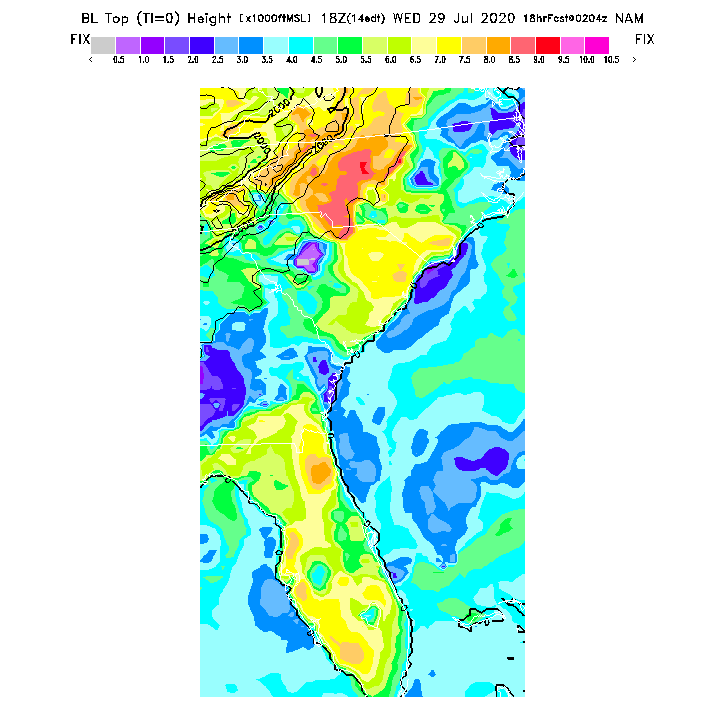 BL Top (TI=0) Height [x1000ftMSL] 18Z(14edt) WED 29 Jul 2020 18hrFcst@0204z NAM
FIX FIX
< 0.5 1.0 1.5 2.0 2.5 3.0 3.5 4.0 4.5 5.0 5.5 6.0 6.5 7.0 7.5 8.0 8.5 9.0 9.5 10.0 10.5 >
2000
2000
2000